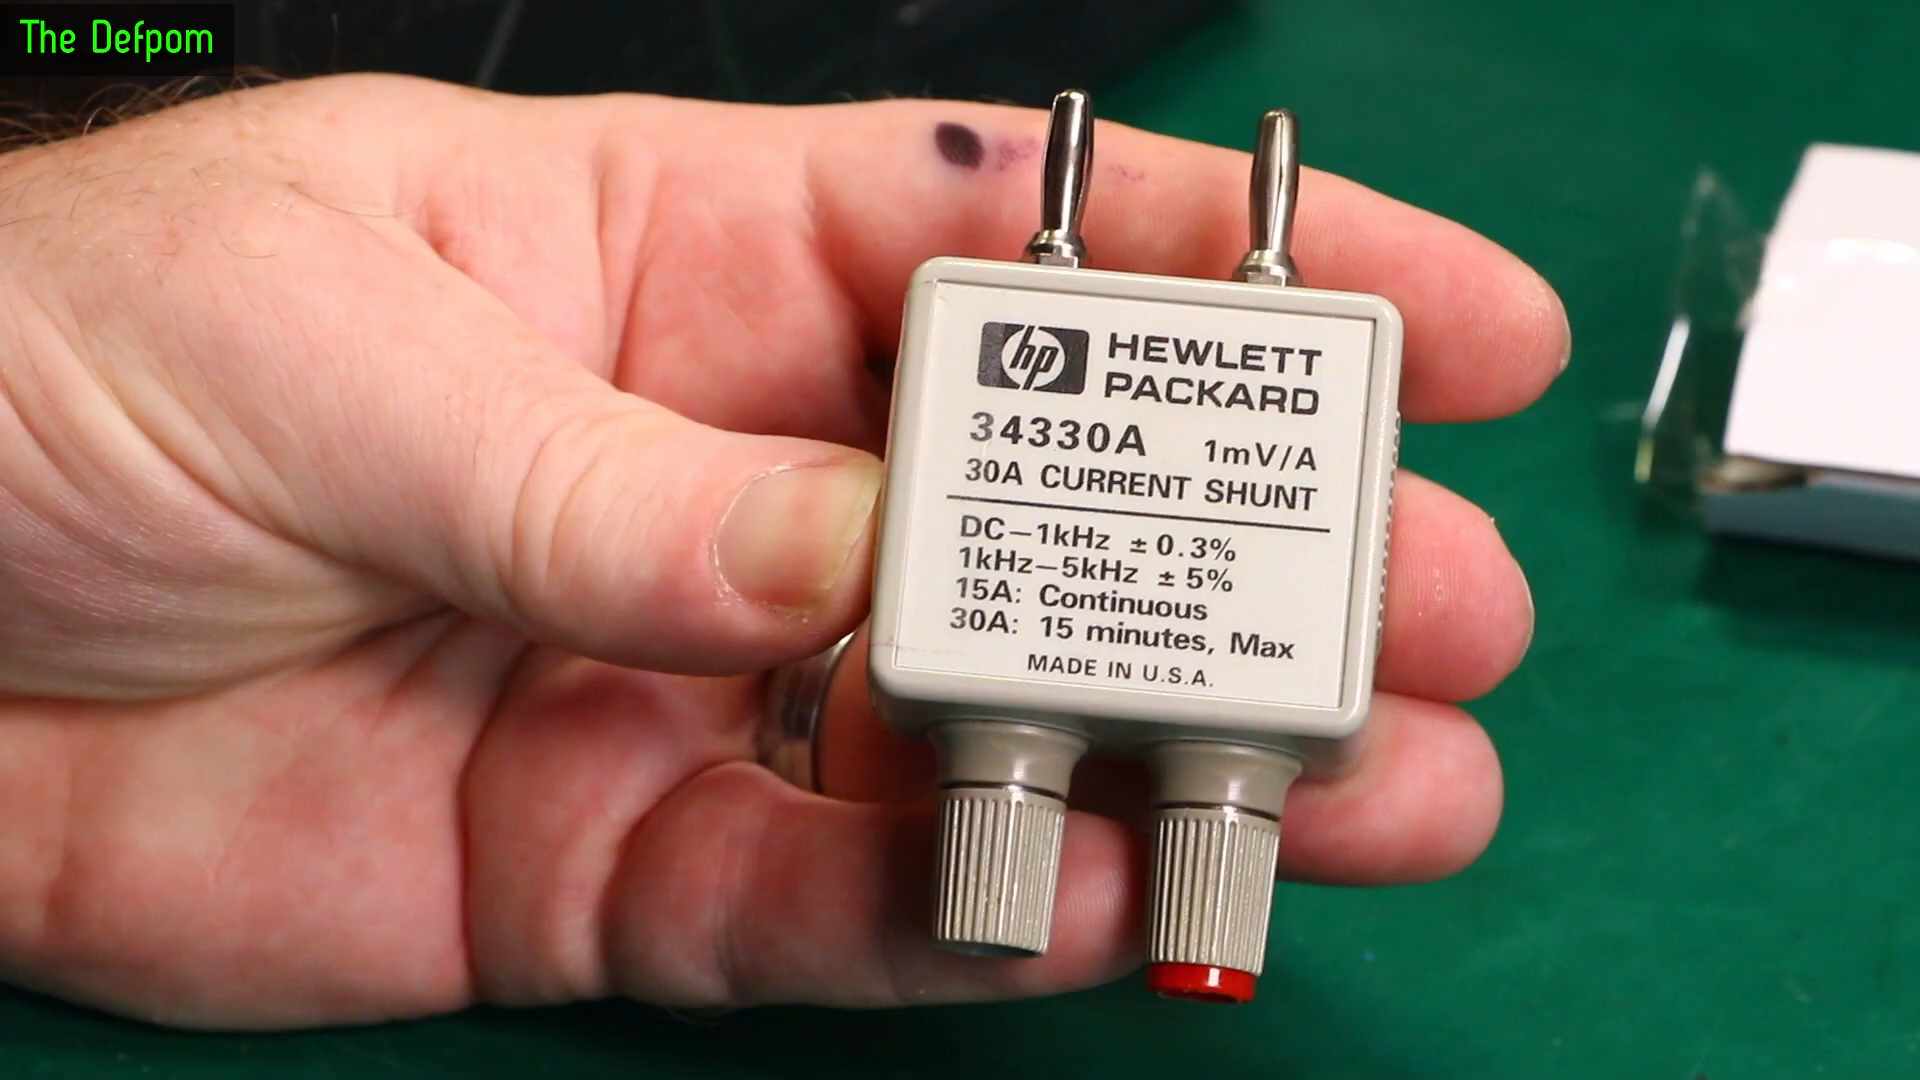 The Defpom
hp HEWLETT
PACKARD
34330A 1mV/A
30A CURRENT SHUNT
DC–1kHz ±0.3%
1kHz–5kHz ±5%
15A: Continuous
30A: 15 minutes, Max
MADE IN U.S.A.